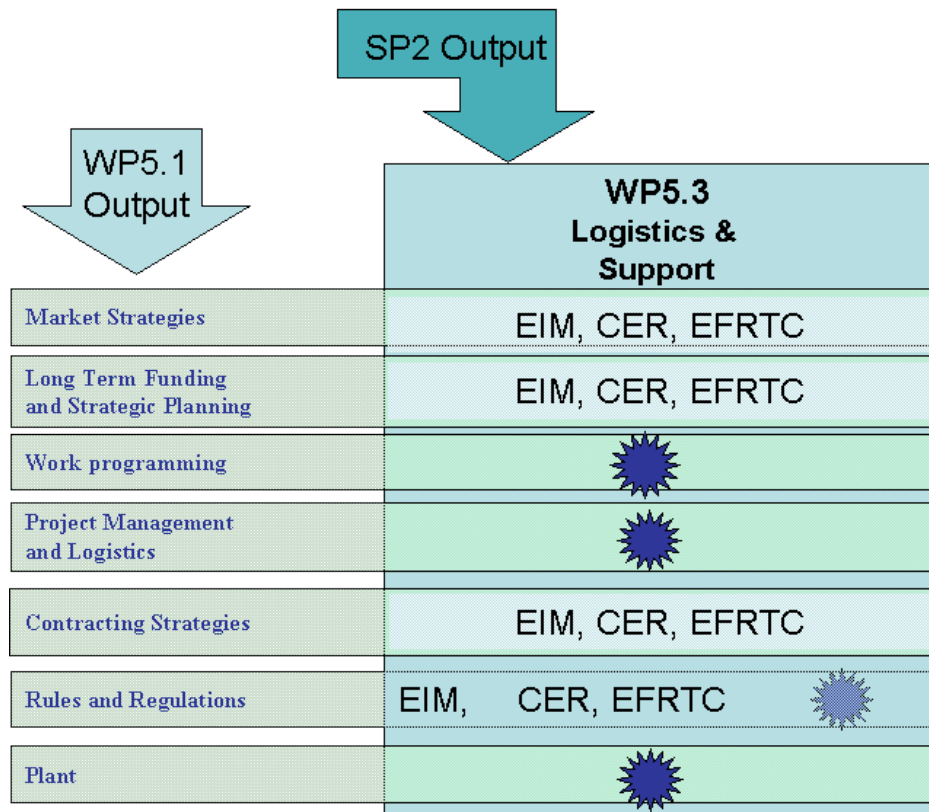 SP2 Output
WP5.1
Output
WP5.3
Logistics &
Support
Market Strategies
EIM, CER, EFRTC
Long Term Funding
and Strategic Planning
EIM, CER, EFRTC
Work programming
Project Management
and Logistics
Contracting Strategies
EIM, CER, EFRTC
Rules and Regulations
EIM, CER, EFRTC
Plant